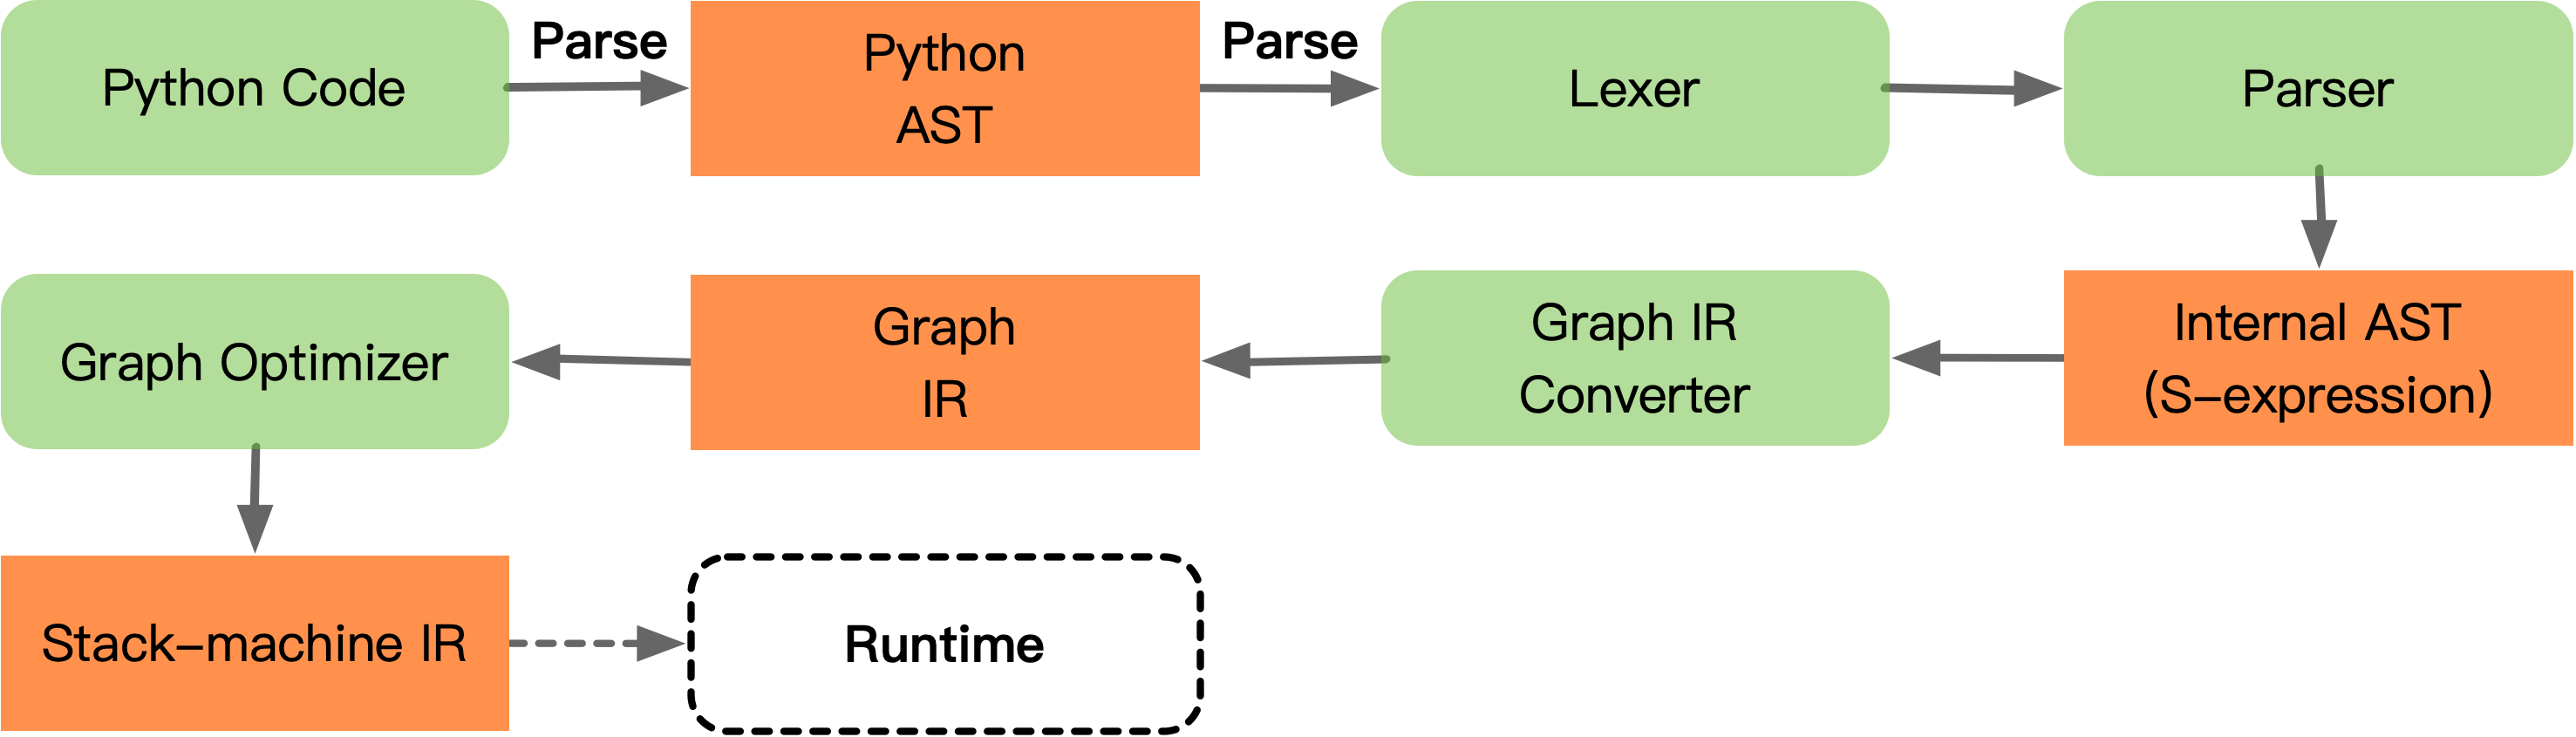 Python Code
Parse
Python
AST
Parse
Lexer
Parser
Graph Optimizer
Graph
IR
Graph IR
Converter
Internal AST
(S-expression)
Stack-machine IR
Runtime